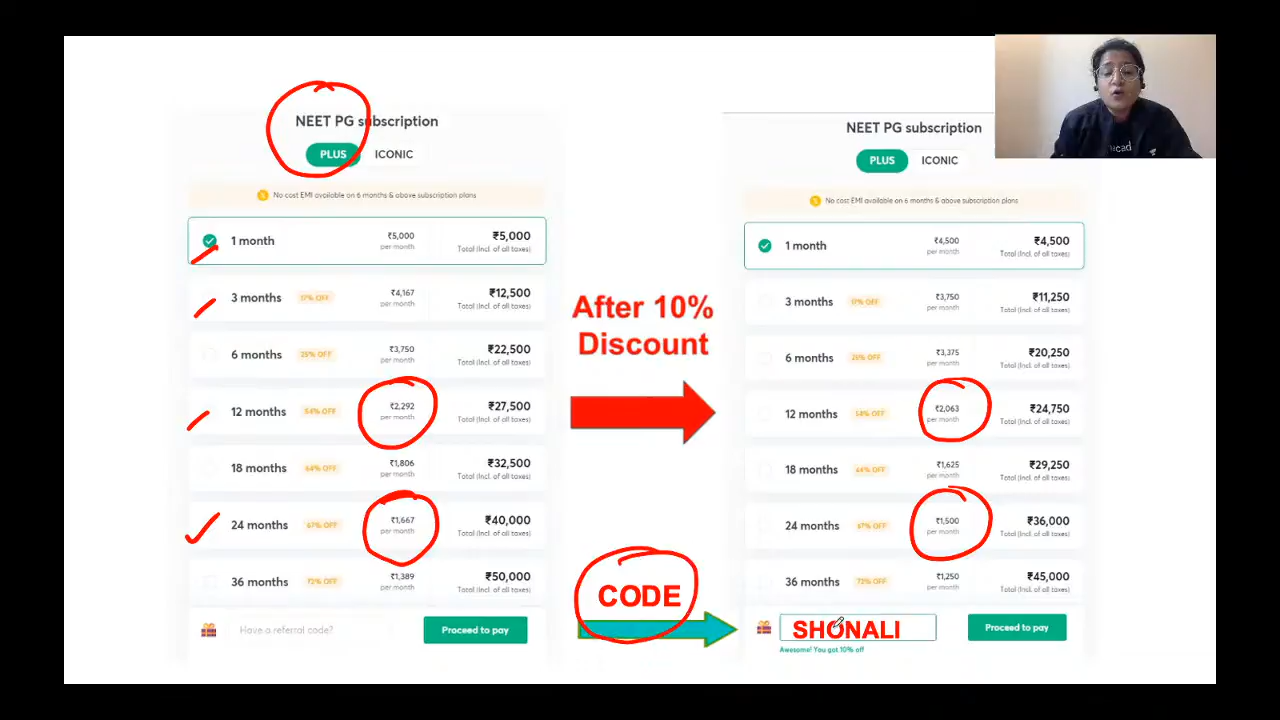 NEET PG subscription
PLUS ICONIC
No cost EMI available on 6 months & above subscription plans
1 month ₹5,000 per month ₹5,000 Total (Incl. of all taxes)
3 months 17% OFF ₹4,167 per month ₹12,500 Total (Incl. of all taxes)
6 months 25% OFF ₹3,750 per month ₹22,500 Total (Incl. of all taxes)
12 months 54% OFF ₹2,292 per month ₹27,500 Total (Incl. of all taxes)
18 months 64% OFF ₹1,806 per month ₹32,500 Total (Incl. of all taxes)
24 months 67% OFF ₹1,667 per month ₹40,000 Total (Incl. of all taxes)
36 months 72% OFF ₹1,389 per month ₹50,000 Total (Incl. of all taxes)
Have a referral code? Proceed to pay
After 10%
Discount
CODE
NEET PG subscription
PLUS ICONIC
No cost EMI available on 6 months & above subscription plans
1 month ₹4,500 per month ₹4,500 Total (Incl. of all taxes)
3 months 17% OFF ₹3,750 per month ₹11,250 Total (Incl. of all taxes)
6 months 25% OFF ₹3,375 per month ₹20,250 Total (Incl. of all taxes)
12 months 54% OFF ₹2,063 per month ₹24,750 Total (Incl. of all taxes)
18 months 64% OFF ₹1,625 per month ₹29,250 Total (Incl. of all taxes)
24 months 67% OFF ₹1,500 per month ₹36,000 Total (Incl. of all taxes)
36 months 72% OFF ₹1,250 per month ₹45,000 Total (Incl. of all taxes)
SHONALI Proceed to pay
Awesome! You got 10% off